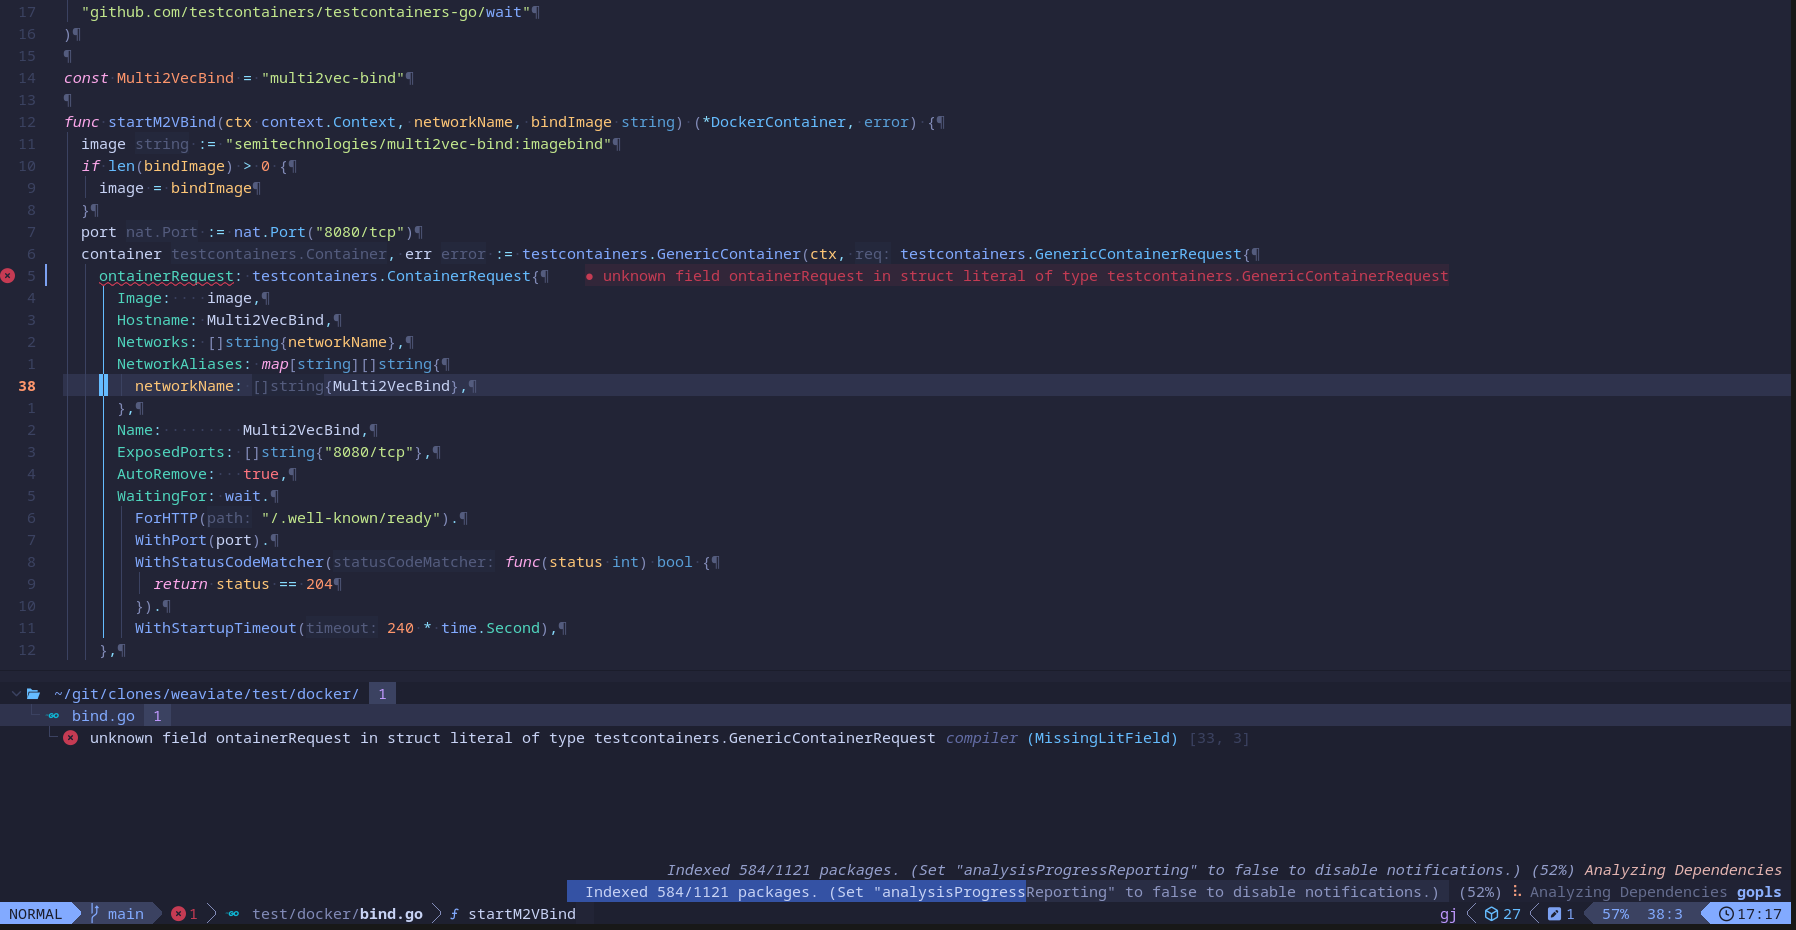 17 "github.com/testcontainers/testcontainers-go/wait"¶
16 )¶
15 ¶
14 const Multi2VecBind = "multi2vec-bind"¶
13 ¶
12 func startM2VBind(ctx context.Context, networkName, bindImage string) (*DockerContainer, error) {¶
11 image string := "semitechnologies/multi2vec-bind:imagebind"¶
10 if len(bindImage) > 0 {¶
9 image = bindImage¶
8 }¶
7 port nat.Port := nat.Port("8080/tcp")¶
6 container testcontainers.Container, err error := testcontainers.GenericContainer(ctx, req: testcontainers.GenericContainerRequest{¶
5 ontainerRequest: testcontainers.ContainerRequest{¶ ● unknown field ontainerRequest in struct literal of type testcontainers.GenericContainerRequest
4 Image:····image,¶
3 Hostname:·Multi2VecBind,¶
2 Networks: []string{networkName},¶
1 NetworkAliases: map[string][]string{¶
38 networkName: []string{Multi2VecBind},¶
1 },¶
2 Name:·········Multi2VecBind,¶
3 ExposedPorts: []string{"8080/tcp"},¶
4 AutoRemove:···true,¶
5 WaitingFor: wait.¶
6 ForHTTP(path: "/.well-known/ready").¶
7 WithPort(port).¶
8 WithStatusCodeMatcher(statusCodeMatcher: func(status int) bool {¶
9 return status == 204¶
10 }).¶
11 WithStartupTimeout(timeout: 240 * time.Second),¶
12 },¶
~/git/clones/weaviate/test/docker/ 1
bind.go 1
unknown field ontainerRequest in struct literal of type testcontainers.GenericContainerRequest compiler (MissingLitField) [33, 3]
Indexed 584/1121 packages. (Set "analysisProgressReporting" to false to disable notifications.) (52%) Analyzing Dependencies
Indexed 584/1121 packages. (Set "analysisProgressReporting" to false to disable notifications.) (52%) Analyzing Dependencies gopls
NORMAL main 1 test/docker/bind.go startM2VBind gj 27 1 57% 38:3 17:17